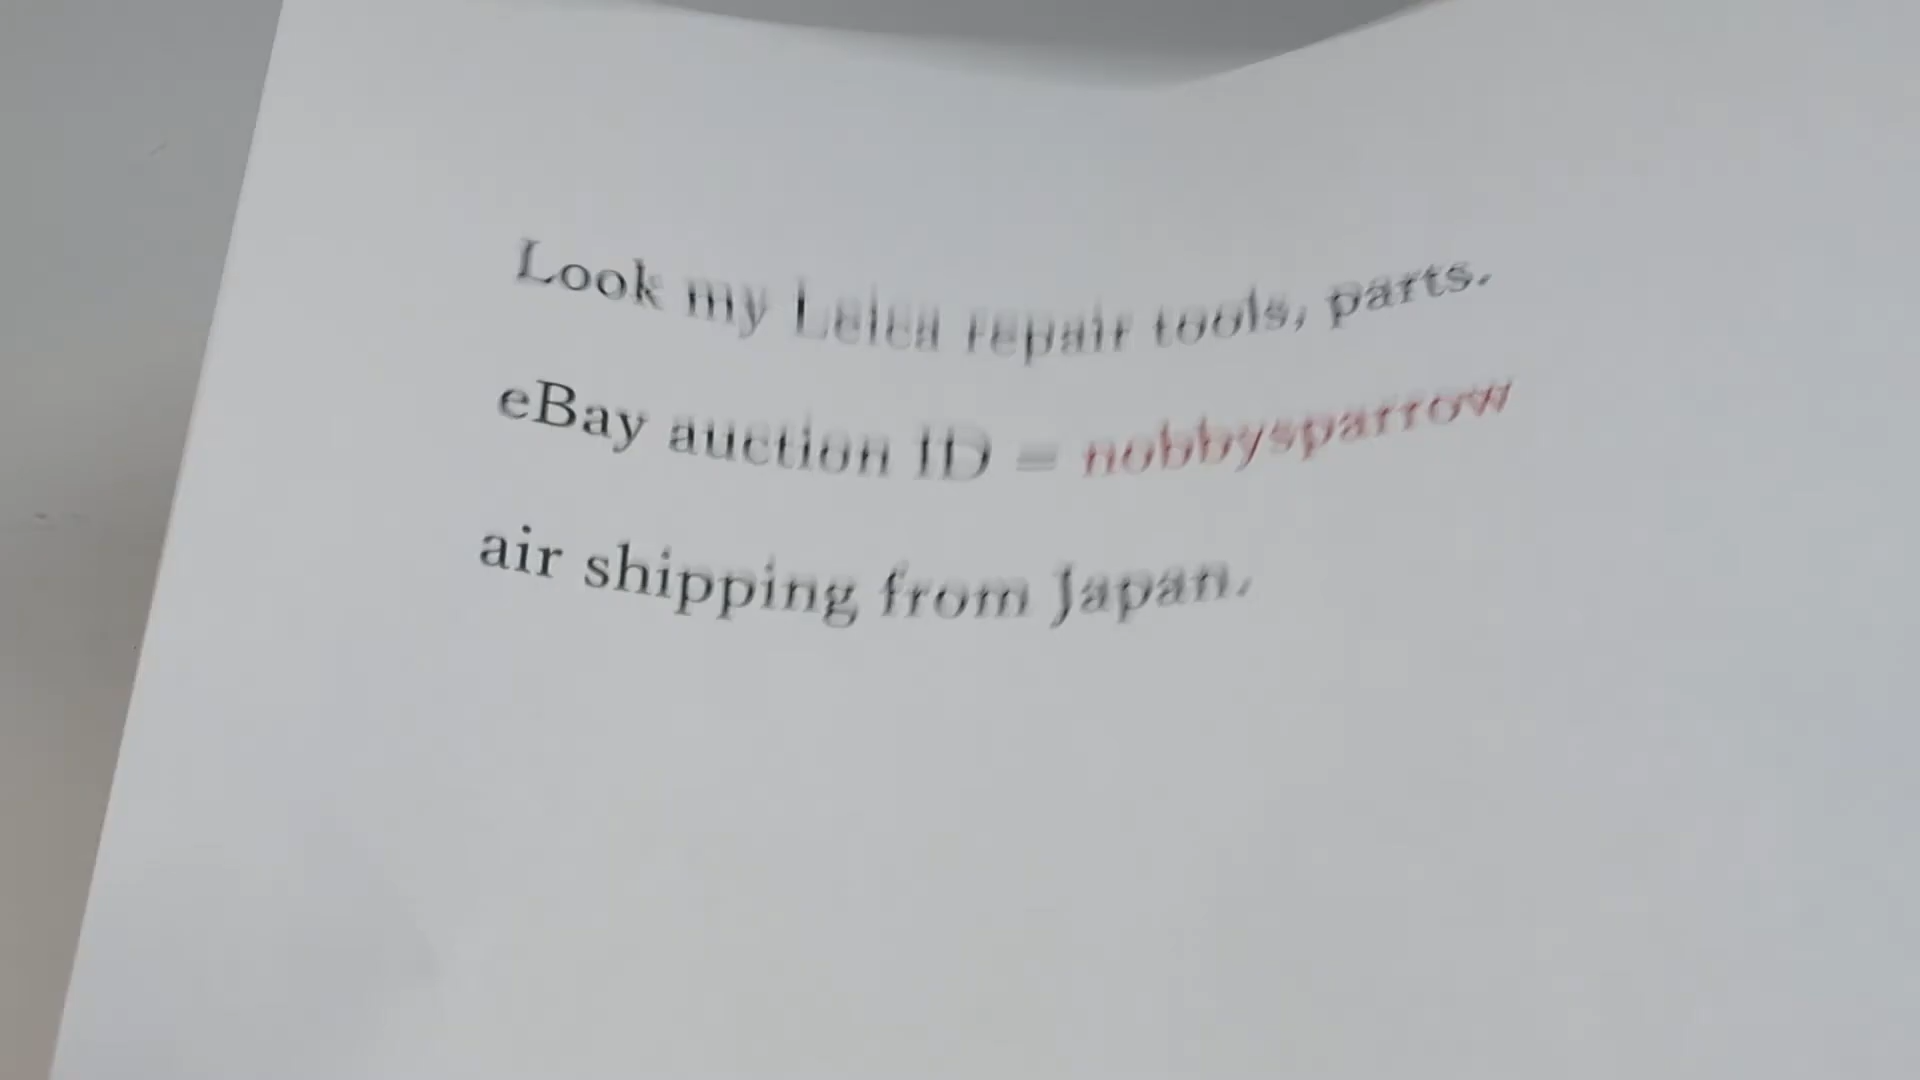 Look my Leica repair tools, parts.
eBay auction ID = nobbysparrow
air shipping from Japan.